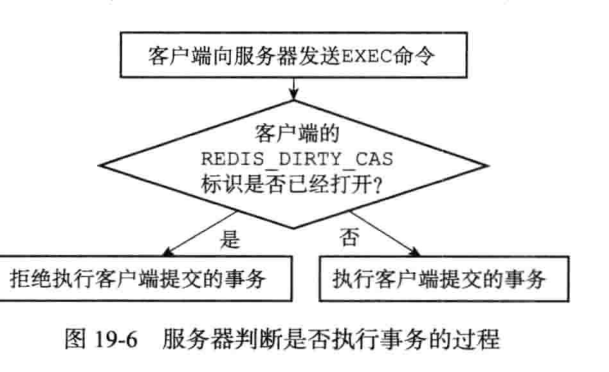 客户端向服务器发送EXEC命令
客户端的
REDIS_DIRTY_CAS
标识是否已经打开?
是
否
拒绝执行客户端提交的事务
执行客户端提交的事务
图 19-6 服务器判断是否执行事务的过程